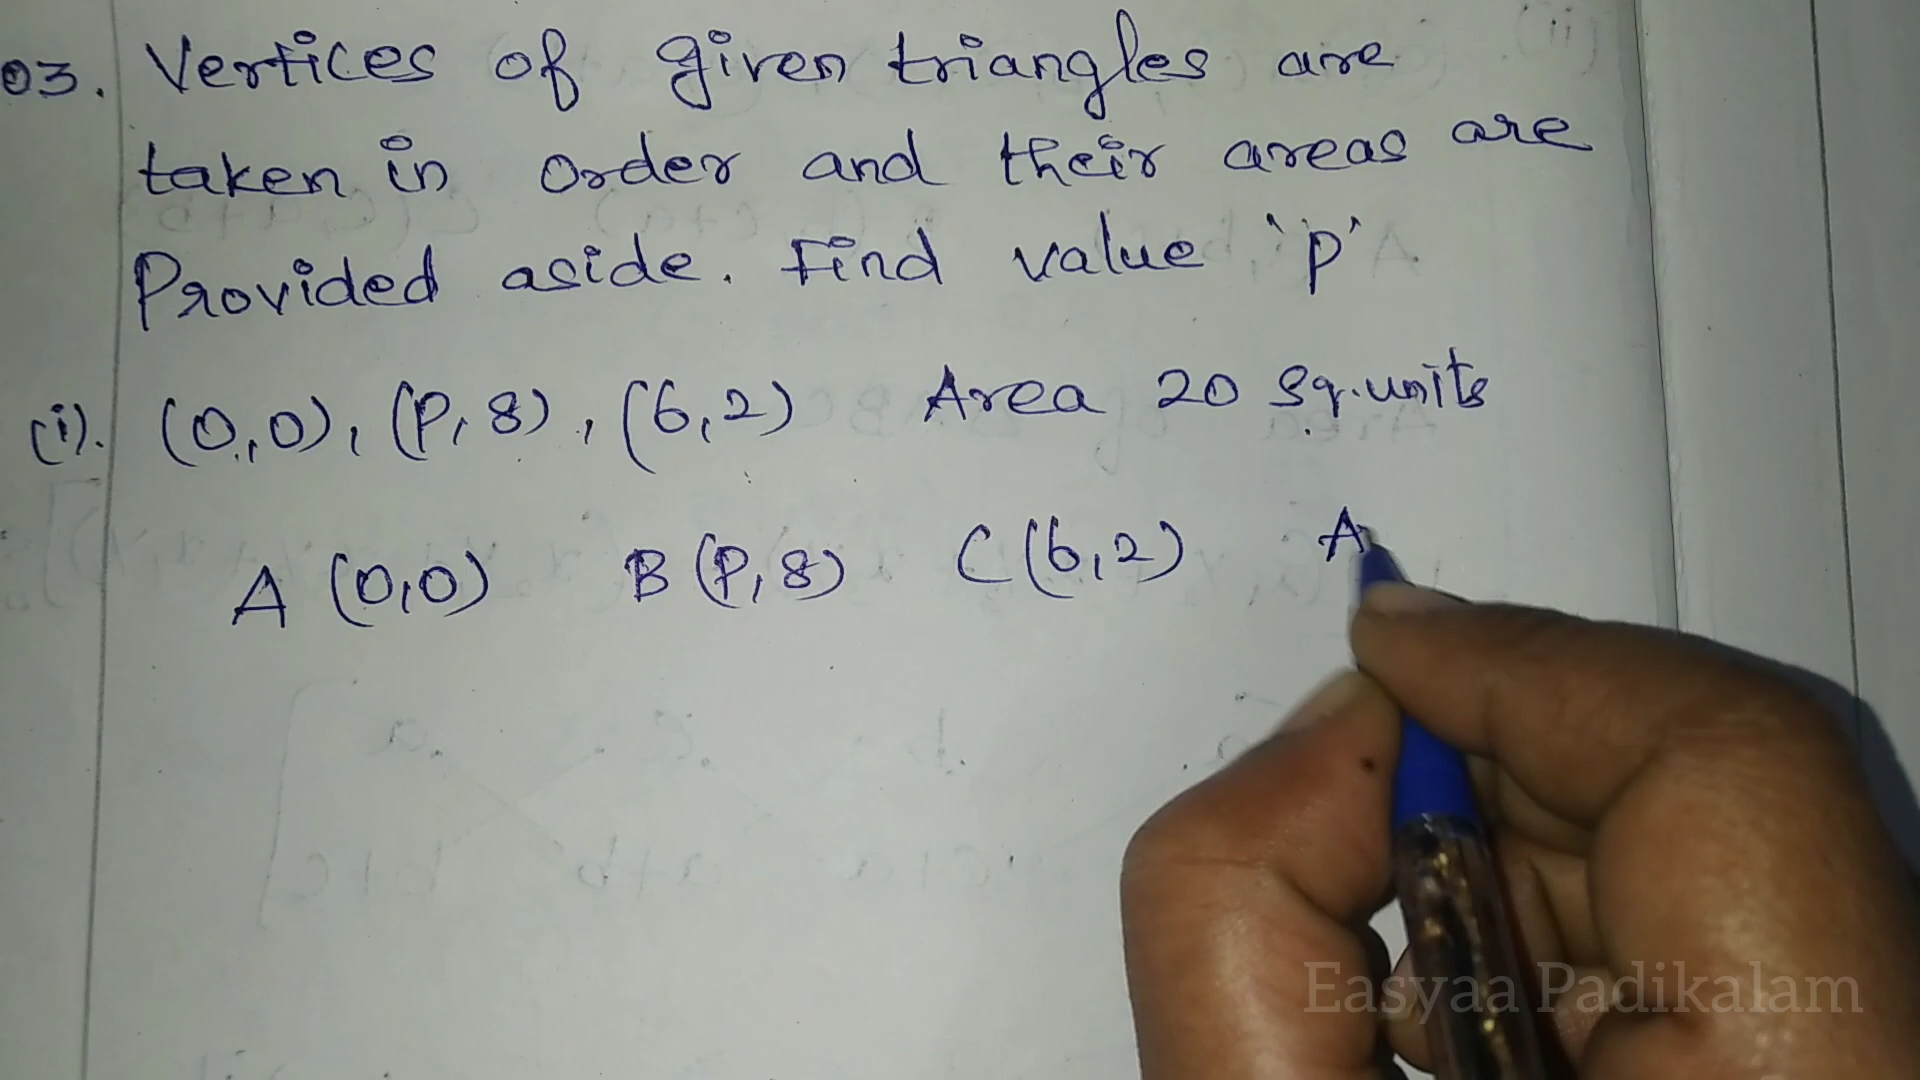 03. Vertices of given triangles are
taken in order and their areas are
Provided aside. Find value 'p'
(i). (0,0), (P, 8), (6,2) Area 20 sq.units
A (0,0) B (P, 8) C (6,2) A
Easyaa Padikalam